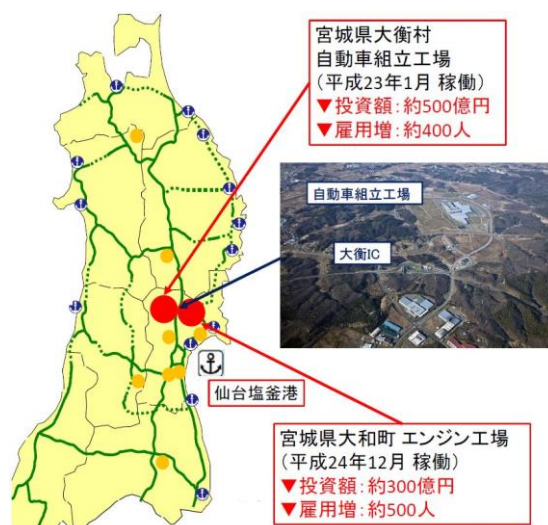 宮城県大衡村
自動車組立工場
(平成23年1月 稼働)
▼投資額:約500億円
▼雇用増:約400人
自動車組立工場
大衡IC
仙台塩釜港
宮城県大和町 エンジン工場
(平成24年12月 稼働)
▼投資額:約300億円
▼雇用増:約500人